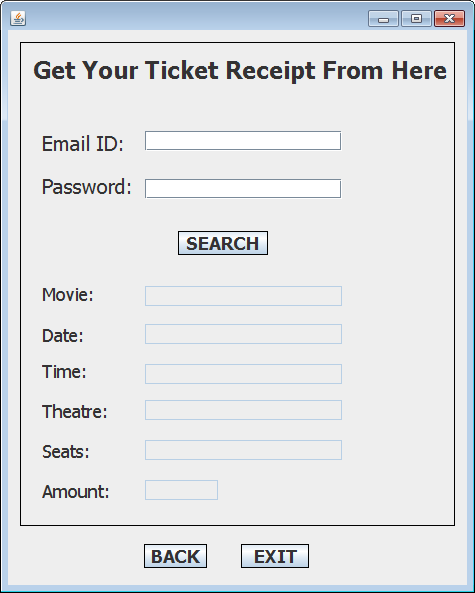 Get Your Ticket Receipt From Here
Email ID:
Password:
SEARCH
Movie:
Date:
Time:
Theatre:
Seats:
Amount:
BACK EXIT